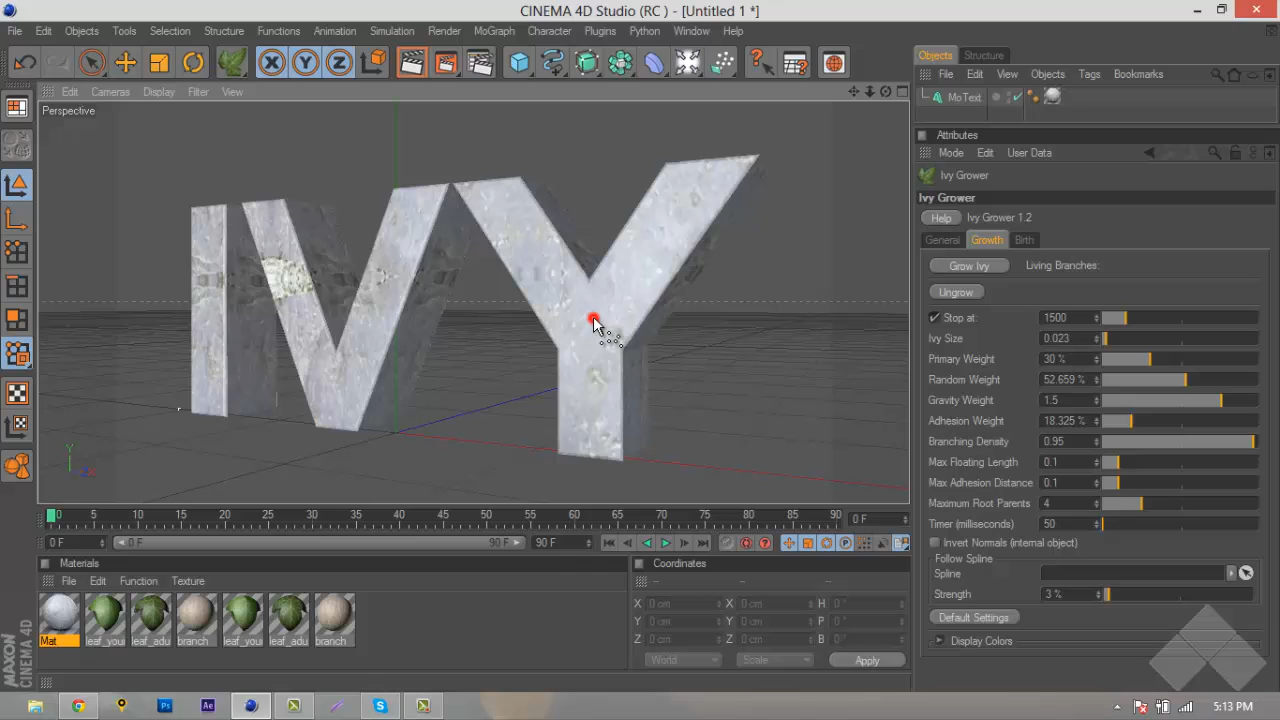 CINEMA 4D Studio (RC ) - [Untitled 1 *]
File Edit Objects Tools Selection Structure Functions Animation Simulation Render MoGraph Character Plugins Python Window Help
X Y Z
Objects Structure
File Edit View Objects Tags Bookmarks
MoText
Edit Cameras Display Filter View
Perspective
IVY
Y
Attributes
Mode Edit User Data
Ivy Grower
Ivy Grower
Help Ivy Grower 1.2
General Growth Birth
Grow Ivy Living Branches:
Ungrow
Stop at: 1500
Ivy Size 0.023
Primary Weight 30 %
Random Weight 52.659 %
Gravity Weight 1.5
Adhesion Weight 18.325 %
Branching Density 0.95
Max Floating Length 0.1
Max Adhesion Distance 0.1
Maximum Root Parents 4
Timer (milliseconds) 50
Invert Normals (internal object)
Follow Spline
Spline
Strength 3 %
Default Settings
Display Colors
0 5 10 15 20 25 30 35 40 45 50 55 60 65 70 75 80 85 90 0 F
0 F 0 F 90 F 90 F
Materials
File Edit Function Texture
Mat leaf_you leaf_adu branch leaf_you leaf_adu branch
Coordinates
-- -- --
X 0 cm X 0 cm H 0 °
Y 0 cm Y 0 cm P 0 °
Z 0 cm Z 0 cm B 0 °
World Scale Apply
MAXON
CINEMA 4D
Ps Ae
5:13 PM